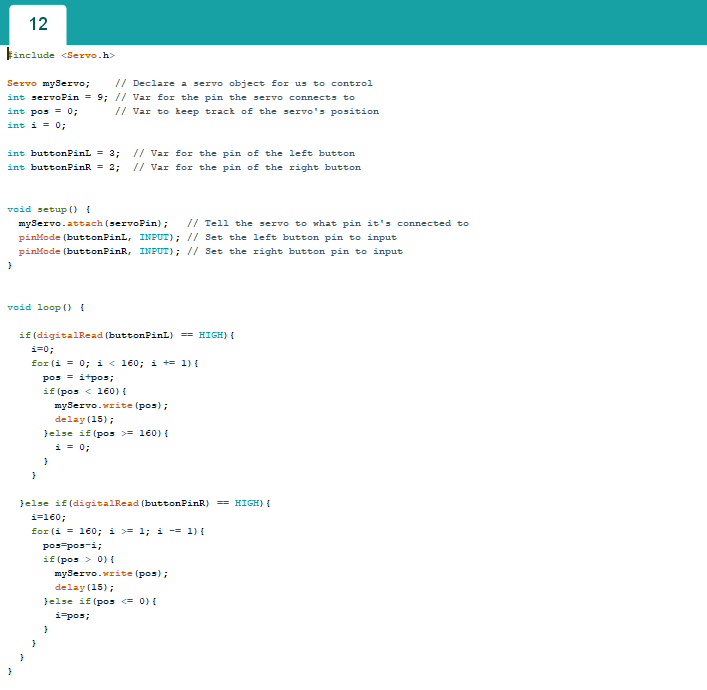 12
#include <Servo.h>
Servo myServo;    // Declare a servo object for us to control
int servoPin = 9; // Var for the pin the servo connects to
int pos = 0;      // Var to keep track of the servo's position
int i = 0;
int buttonPinL = 3;  // Var for the pin of the left button
int buttonPinR = 2;  // Var for the pin of the right button
void setup() {
  myServo.attach(servoPin);   // Tell the servo to what pin it's connected to
  pinMode(buttonPinL, INPUT); // Set the left button pin to input
  pinMode(buttonPinR, INPUT); // Set the right button pin to input
}
void loop() {
  if(digitalRead(buttonPinL) == HIGH){
    i=0;
    for(i = 0; i < 160; i += 1){
      pos = i+pos;
      if(pos < 160){
        myServo.write(pos);
        delay(15);
      }else if(pos >= 160){
        i = 0;
      }
    }
  }else if(digitalRead(buttonPinR) == HIGH){
    i=160;
    for(i = 160; i >= 1; i -= 1){
      pos=pos-i;
      if(pos > 0){
        myServo.write(pos);
        delay(15);
      }else if(pos <= 0){
        i=pos;
      }
    }
  }
}